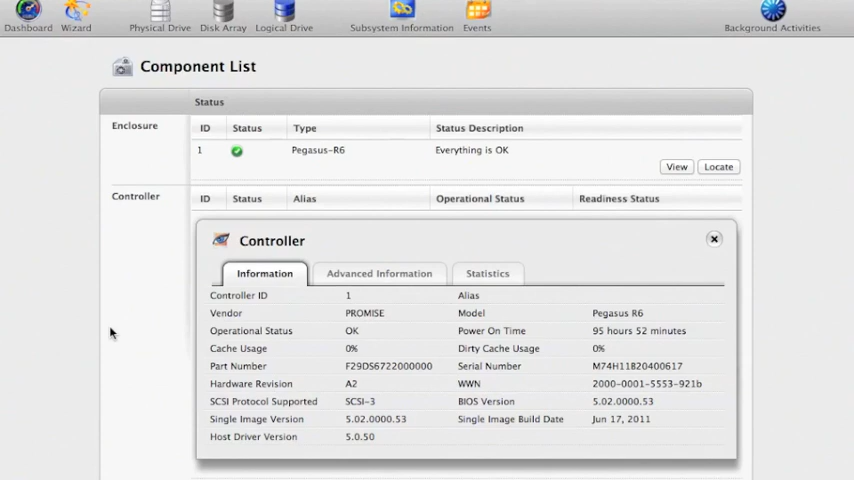 Dashboard Wizard Physical Drive Disk Array Logical Drive Subsystem Information Events Background Activities
Component List
Status
Enclosure ID Status Type Status Description
1 Pegasus-R6 Everything is OK
View Locate
Controller ID Status Alias Operational Status Readiness Status
Controller
Information Advanced Information Statistics
Controller ID 1 Alias
Vendor PROMISE Model Pegasus R6
Operational Status OK Power On Time 95 hours 52 minutes
Cache Usage 0% Dirty Cache Usage 0%
Part Number F29DS6722000000 Serial Number M74H11B20400617
Hardware Revision A2 WWN 2000-0001-5553-921b
SCSI Protocol Supported SCSI-3 BIOS Version 5.02.0000.53
Single Image Version 5.02.0000.53 Single Image Build Date Jun 17, 2011
Host Driver Version 5.0.50